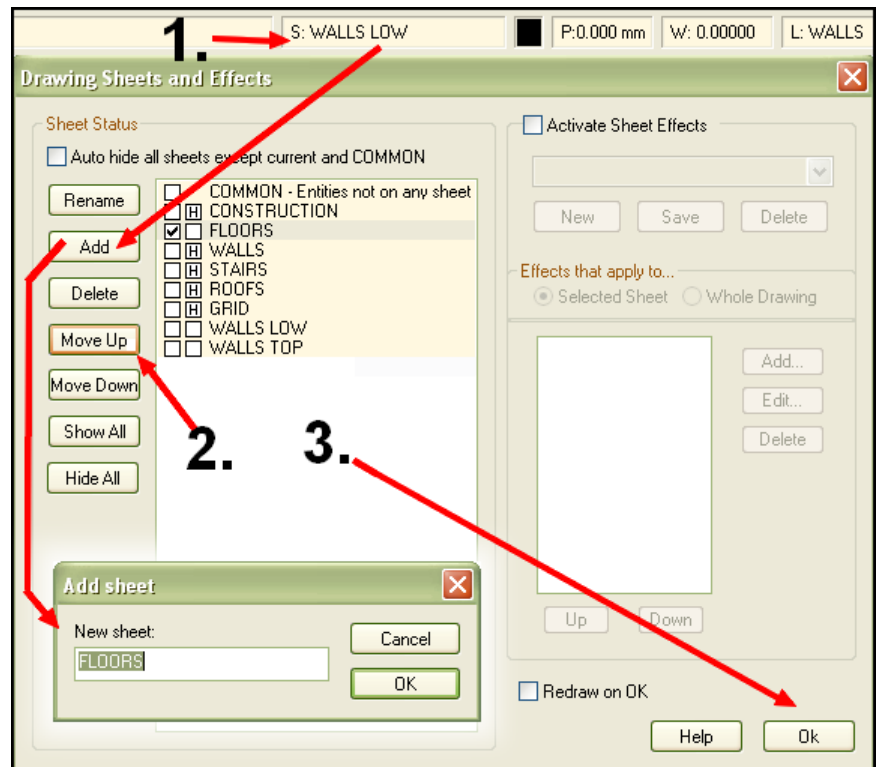 1.
S: WALLS LOW
P:0.000 mm
W: 0.00000
L: WALLS
Drawing Sheets and Effects
Sheet Status
Auto hide all sheets except current and COMMON
Rename
Add
Delete
Move Up
Move Down
Show All
Hide All
COMMON - Entities not on any sheet
H CONSTRUCTION
FLOORS
H WALLS
H STAIRS
H ROOFS
H GRID
WALLS LOW
WALLS TOP
2.
3.
Add sheet
New sheet:
FLOORS
Cancel
OK
Activate Sheet Effects
New
Save
Delete
Effects that apply to...
Selected Sheet
Whole Drawing
Add...
Edit...
Delete
Up
Down
Redraw on OK
Help
Ok